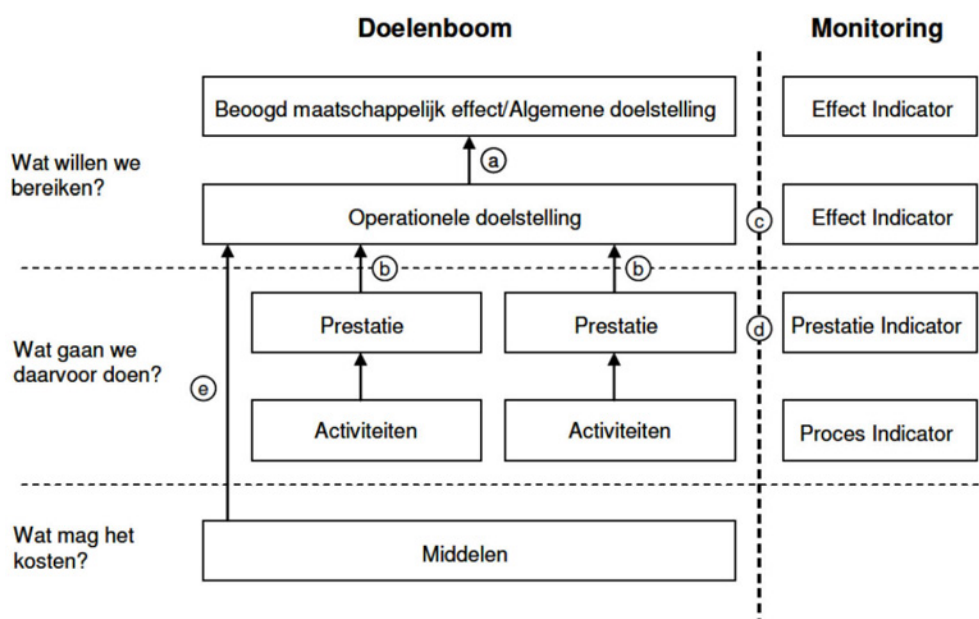 Doelenboom
Monitoring
Beoogd maatschappelijk effect/Algemene doelstelling
Effect Indicator
Wat willen we
bereiken?
a
Operationele doelstelling
c
Effect Indicator
b
b
Prestatie
Prestatie
d
Prestatie Indicator
Wat gaan we
daarvoor doen?
e
Activiteiten
Activiteiten
Proces Indicator
Wat mag het
kosten?
Middelen